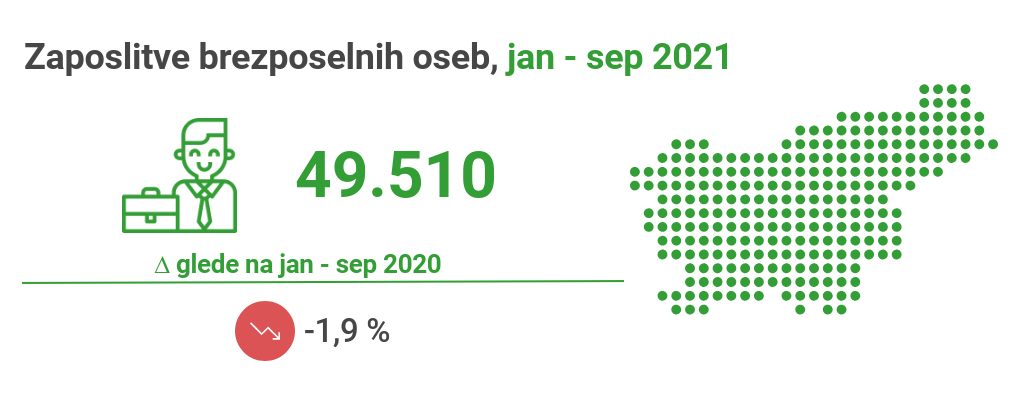 Zaposlitve brezposelnih oseb, jan - sep 2021
49.510
Δ glede na jan - sep 2020
-1,9 %